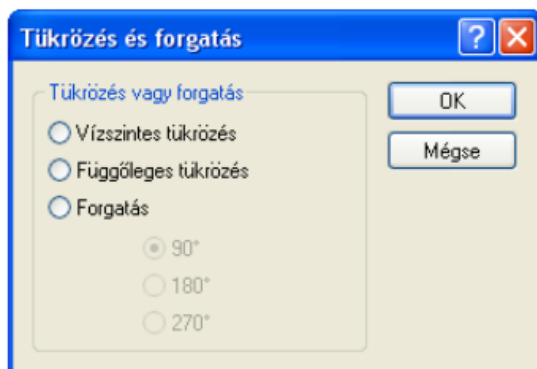 Tükrözés és forgatás
Tükrözés vagy forgatás
Vízszintes tükrözés
Függőleges tükrözés
Forgatás
90°
180°
270°
OK
Mégse